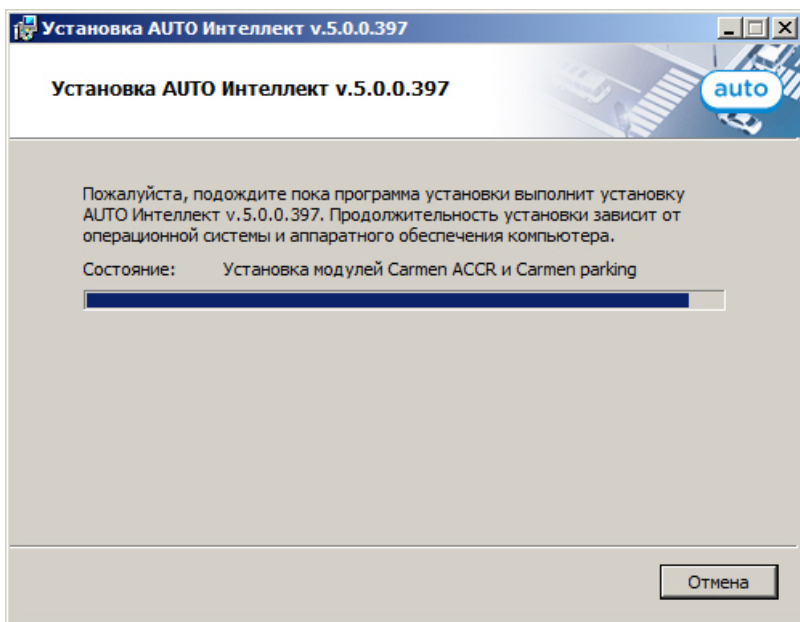 Установка AUTO Интеллект v.5.0.0.397
Установка AUTO Интеллект v.5.0.0.397
auto
Пожалуйста, подождите пока программа установки выполнит установку
AUTO Интеллект v.5.0.0.397. Продолжительность установки зависит от
операционной системы и аппаратного обеспечения компьютера.
Состояние: Установка модулей Carmen ACCR и Carmen parking
Отмена